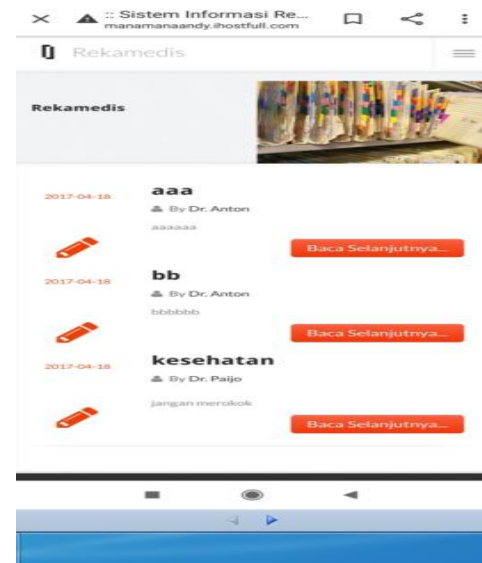 :: Sistem Informasi Re...
manamanaandy.ihostfull.com
Rekamedis
Rekamedis
2017-04-18
aaa
By Dr. Anton
aaaaaa
Baca Selanjutnya...
2017-04-18
bb
By Dr. Anton
bbbbbb
Baca Selanjutnya...
2017-04-18
kesehatan
By Dr. Paijo
jangan merokok
Baca Selanjutnya...